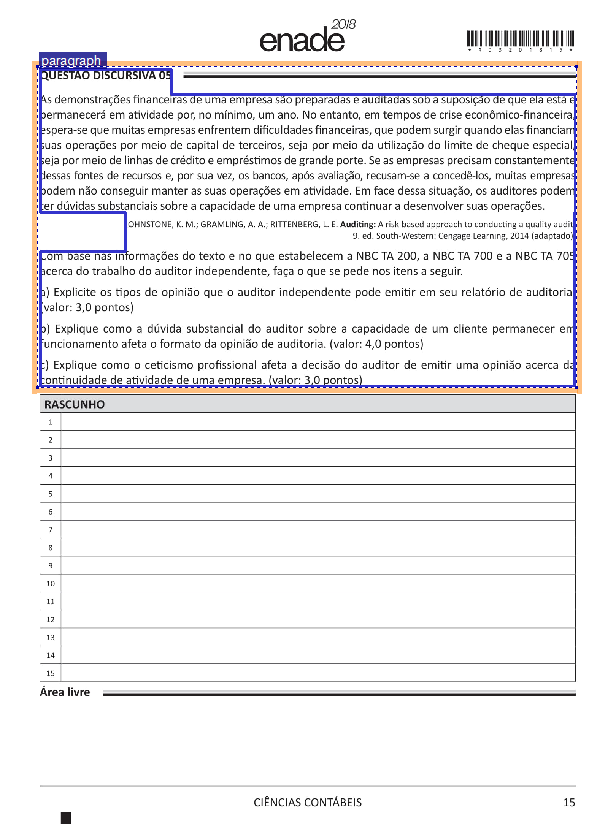 enade 2018
paragraph
QUESTÃO DISCURSIVA 05
As demonstrações financeiras de uma empresa são preparadas e auditadas sob a suposição de que ela está e
permanecerá em atividade por, no mínimo, um ano. No entanto, em tempos de crise econômico-financeira,
espera-se que muitas empresas enfrentem dificuldades financeiras, que podem surgir quando elas financiam
suas operações por meio de capital de terceiros, seja por meio da utilização do limite de cheque especial,
seja por meio de linhas de crédito e empréstimos de grande porte. Se as empresas precisam constantemente
dessas fontes de recursos e, por sua vez, os bancos, após avaliação, recusam-se a concedê-los, muitas empresas
podem não conseguir manter as suas operações em atividade. Em face dessa situação, os auditores podem
ter dúvidas substanciais sobre a capacidade de uma empresa continuar a desenvolver suas operações.
OHNSTONE, K. M.; GRAMLING, A. A.; RITTENBERG, L. E. Auditing: A risk based approach to conducting a quality audit.
9. ed. South-Western: Cengage Learning, 2014 (adaptado).
Com base nas informações do texto e no que estabelecem a NBC TA 200, a NBC TA 700 e a NBC TA 705
acerca do trabalho do auditor independente, faça o que se pede nos itens a seguir.
a) Explicite os tipos de opinião que o auditor independente pode emitir em seu relatório de auditoria.
(valor: 3,0 pontos)
b) Explique como a dúvida substancial do auditor sobre a capacidade de um cliente permanecer em
funcionamento afeta o formato da opinião de auditoria. (valor: 4,0 pontos)
c) Explique como o ceticismo profissional afeta a decisão do auditor de emitir uma opinião acerca da
continuidade de atividade de uma empresa. (valor: 3,0 pontos)
RASCUNHO
1
2
3
4
5
6
7
8
9
10
11
12
13
14
15
Área livre
CIÊNCIAS CONTÁBEIS 15